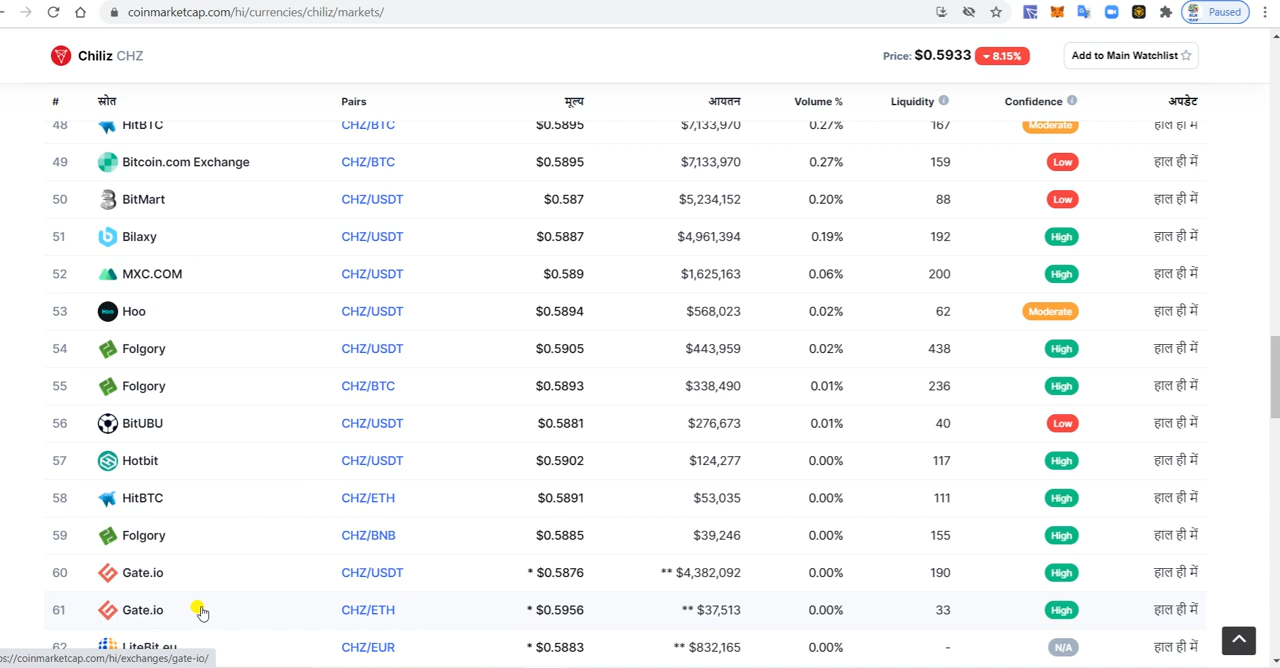 coinmarketcap.com/hi/currencies/chiliz/markets/ Paused
Chiliz CHZ Price: $0.5933 8.15% Add to Main Watchlist
# स्रोत Pairs मूल्य आयतन Volume % Liquidity Confidence अपडेट
48 HitBTC CHZ/BTC $0.5895 $7,133,970 0.27% 167 Moderate हाल ही में
49 Bitcoin.com Exchange CHZ/BTC $0.5895 $7,133,970 0.27% 159 Low हाल ही में
50 BitMart CHZ/USDT $0.587 $5,234,152 0.20% 88 Low हाल ही में
51 Bilaxy CHZ/USDT $0.5887 $4,961,394 0.19% 192 High हाल ही में
52 MXC.COM CHZ/USDT $0.589 $1,625,163 0.06% 200 High हाल ही में
53 Hoo CHZ/USDT $0.5894 $568,023 0.02% 62 Moderate हाल ही में
54 Folgory CHZ/USDT $0.5905 $443,959 0.02% 438 High हाल ही में
55 Folgory CHZ/BTC $0.5893 $338,490 0.01% 236 High हाल ही में
56 BitUBU CHZ/USDT $0.5881 $276,673 0.01% 40 Low हाल ही में
57 Hotbit CHZ/USDT $0.5902 $124,277 0.00% 117 High हाल ही में
58 HitBTC CHZ/ETH $0.5891 $53,035 0.00% 111 High हाल ही में
59 Folgory CHZ/BNB $0.5885 $39,246 0.00% 155 High हाल ही में
60 Gate.io CHZ/USDT * $0.5876 ** $4,382,092 0.00% 190 High हाल ही में
61 Gate.io CHZ/ETH * $0.5956 ** $37,513 0.00% 33 High हाल ही में
62 LiteBit.eu CHZ/EUR * $0.5883 ** $832,165 0.00% - N/A हाल ही में
ps://coinmarketcap.com/hi/exchanges/gate-io/